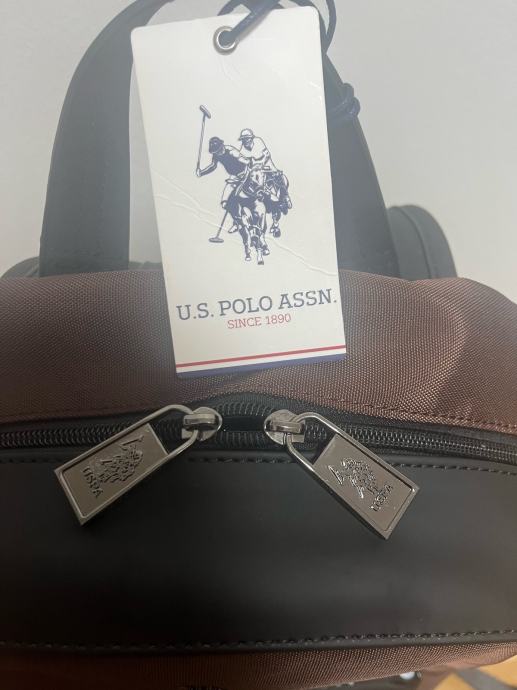 U.S. POLO ASSN.
SINCE 1890
USPA
USPA